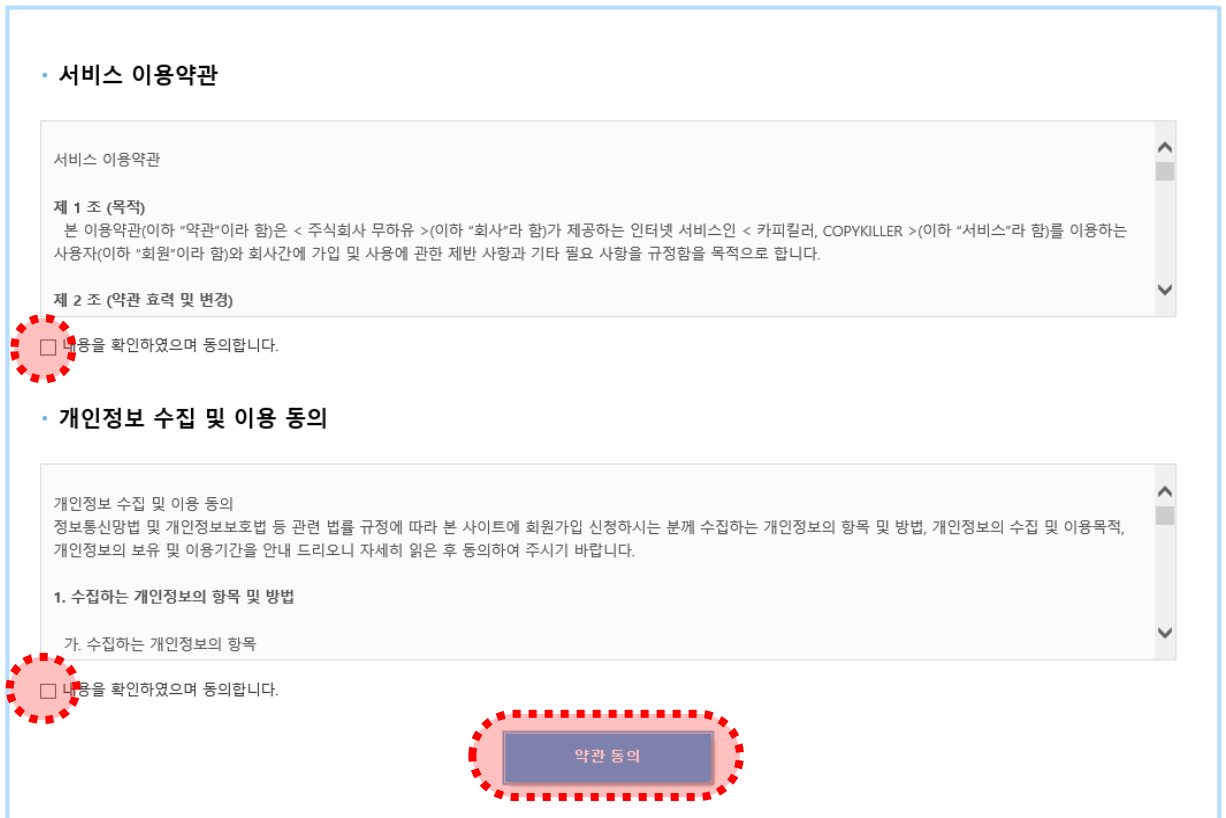 서비스 이용약관
서비스 이용약관
제 1 조 (목적)
본 이용약관(이하 “약관”이라 함)은 < 주식회사 무하유 >(이하 “회사”라 함)가 제공하는 인터넷 서비스인 < 카피킬러, COPYKILLER >(이하 “서비스”라 함)를 이용하는
사용자(이하 “회원”이라 함)와 회사간에 가입 및 사용에 관한 제반 사항과 기타 필요 사항을 규정함을 목적으로 합니다.
제 2 조 (약관 효력 및 변경)
내용을 확인하였으며 동의합니다.
개인정보 수집 및 이용 동의
개인정보 수집 및 이용 동의
정보통신망법 및 개인정보보호법 등 관련 법률 규정에 따라 본 사이트에 회원가입 신청하시는 분께 수집하는 개인정보의 항목 및 방법, 개인정보의 수집 및 이용목적,
개인정보의 보유 및 이용기간을 안내 드리오니 자세히 읽은 후 동의하여 주시기 바랍니다.
1. 수집하는 개인정보의 항목 및 방법
가. 수집하는 개인정보의 항목
내용을 확인하였으며 동의합니다.
약관 동의